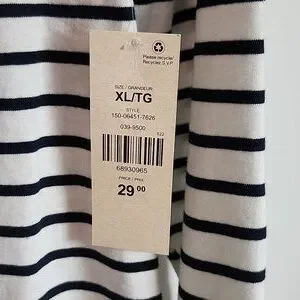 Please recycle/
Recyclez S.V.P.
SIZE / GRANDEUR
XL/TG
STYLE
150-06451-7626
039-9500
522
68930965
PRICE / PRIX
29 00